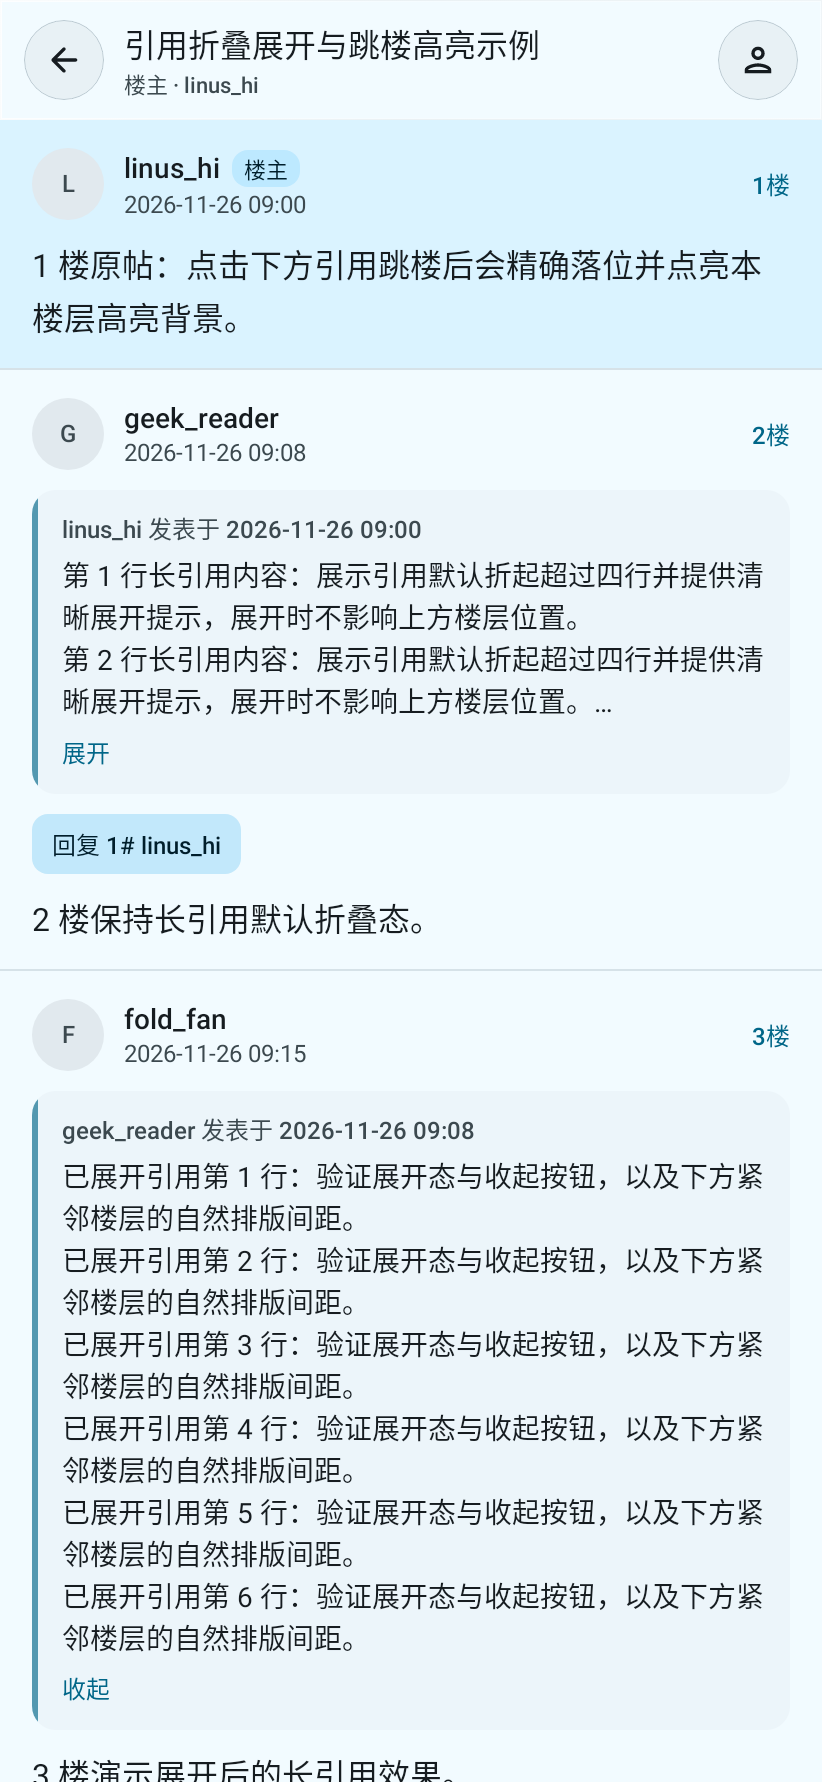 引用折叠展开与跳楼高亮示例
楼主 · linus_hi
L
linus_hi 楼主
1楼
2026-11-26 09:00
1 楼原帖：点击下方引用跳楼后会精确落位并点亮本
楼层高亮背景。
G
geek_reader
2楼
2026-11-26 09:08
linus_hi 发表于 2026-11-26 09:00
第 1 行长引用内容：展示引用默认折起超过四行并提供清
晰展开提示，展开时不影响上方楼层位置。
第 2 行长引用内容：展示引用默认折起超过四行并提供清
晰展开提示，展开时不影响上方楼层位置。…
展开
回复 1# linus_hi
2 楼保持长引用默认折叠态。
F
fold_fan
3楼
2026-11-26 09:15
geek_reader 发表于 2026-11-26 09:08
已展开引用第 1 行：验证展开态与收起按钮，以及下方紧
邻楼层的自然排版间距。
已展开引用第 2 行：验证展开态与收起按钮，以及下方紧
邻楼层的自然排版间距。
已展开引用第 3 行：验证展开态与收起按钮，以及下方紧
邻楼层的自然排版间距。
已展开引用第 4 行：验证展开态与收起按钮，以及下方紧
邻楼层的自然排版间距。
已展开引用第 5 行：验证展开态与收起按钮，以及下方紧
邻楼层的自然排版间距。
已展开引用第 6 行：验证展开态与收起按钮，以及下方紧
邻楼层的自然排版间距。
收起
3 楼演示展开后的长引用效果。